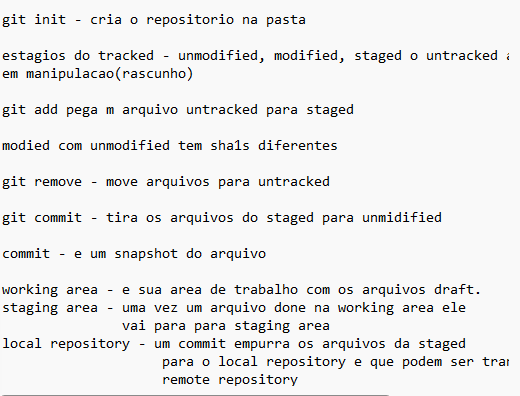 git init - cria o repositorio na pasta
estagios do tracked - unmodified, modified, staged o untracked
em manipulacao(rascunho)
git add pega m arquivo untracked para staged
modied com unmodified tem sha1s diferentes
git remove - move arquivos para untracked
git commit - tira os arquivos do staged para unmidified
commit - e um snapshot do arquivo
working area - e sua area de trabalho com os arquivos draft.
staging area - uma vez um arquivo done na working area ele
vai para para staging area
local repository - um commit empurra os arquivos da staged
para o local repository e que podem ser
remote repository